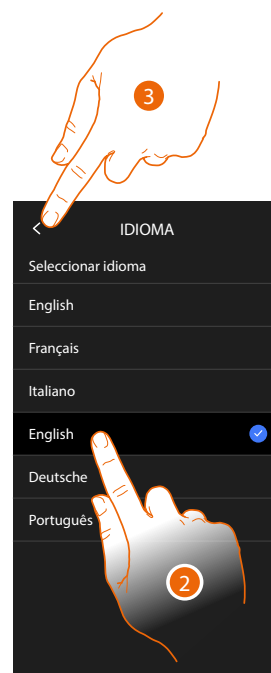 3
IDIOMA
Seleccionar idioma
English
Français
Italiano
English
Deutsche
Português
2